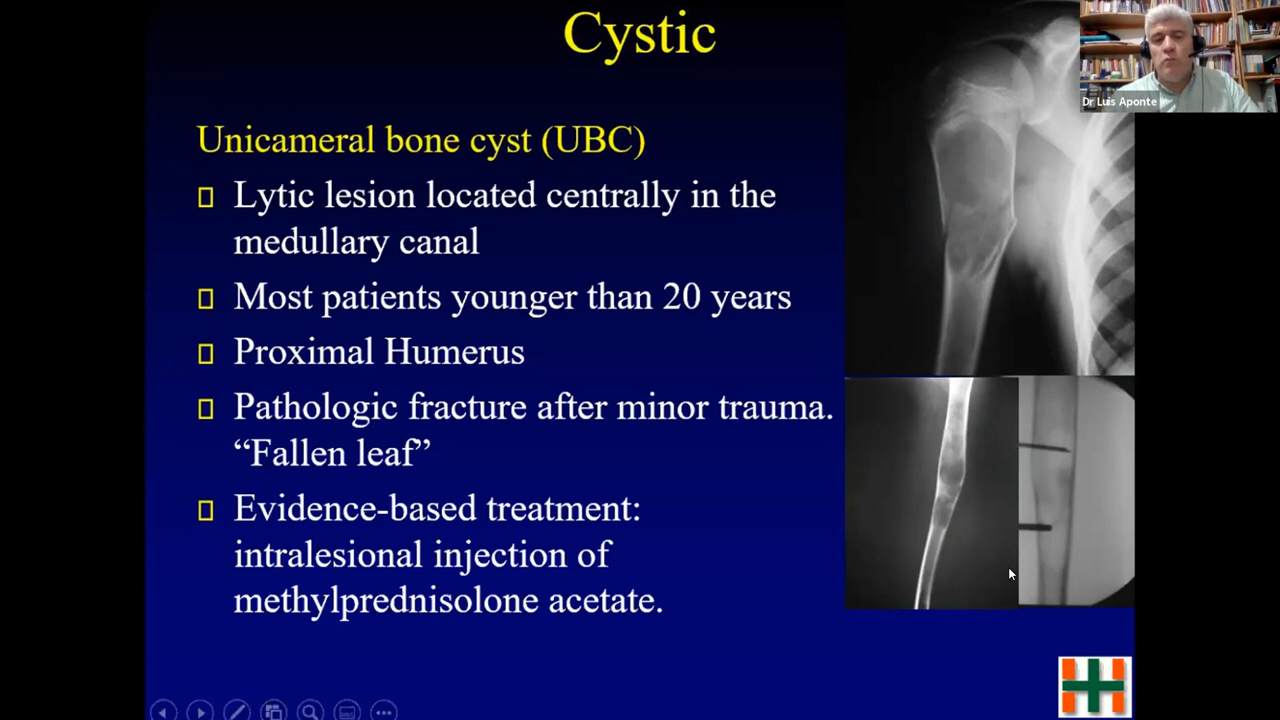 Cystic
Dr Luis Aponte
Unicameral bone cyst (UBC)
Lytic lesion located centrally in the
medullary canal
Most patients younger than 20 years
Proximal Humerus
Pathologic fracture after minor trauma.
“Fallen leaf”
Evidence-based treatment:
intralesional injection of
methylprednisolone acetate.